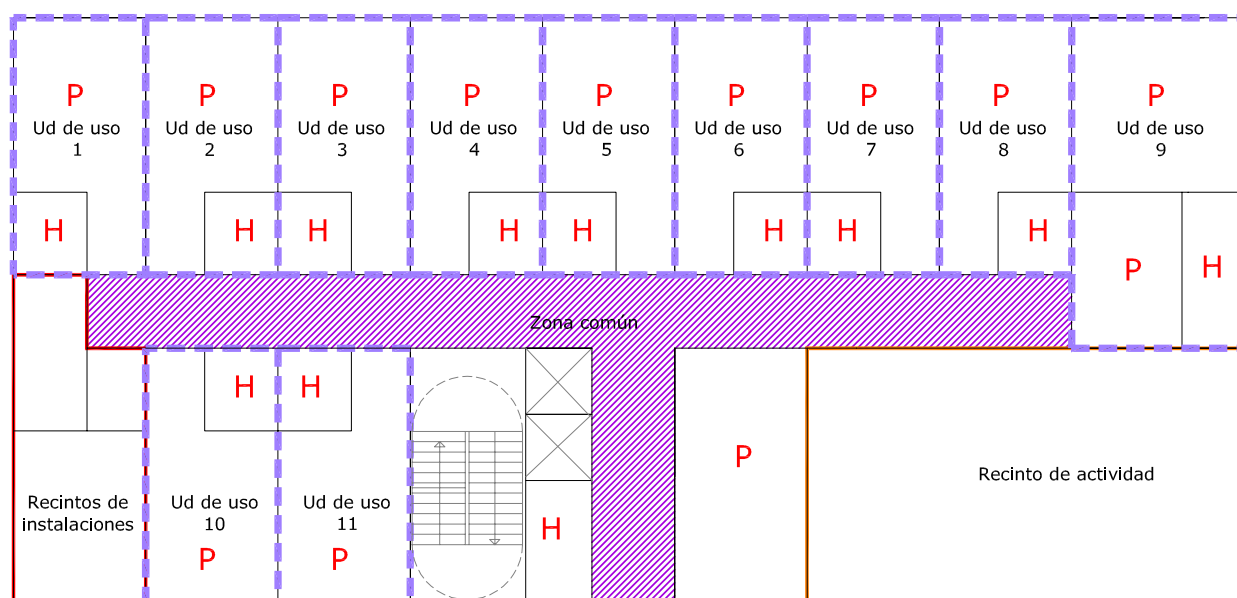 P
P
P
P
P
P
P
P
P
Ud de uso
1
Ud de uso
2
Ud de uso
3
Ud de uso
4
Ud de uso
5
Ud de uso
6
Ud de uso
7
Ud de uso
8
Ud de uso
9
H
H
H
H
H
H
H
H
P
H
Zona común
H
H
P
Recinto de actividad
Recintos de
instalaciones
Ud de uso
10
Ud de uso
11
H
P
P